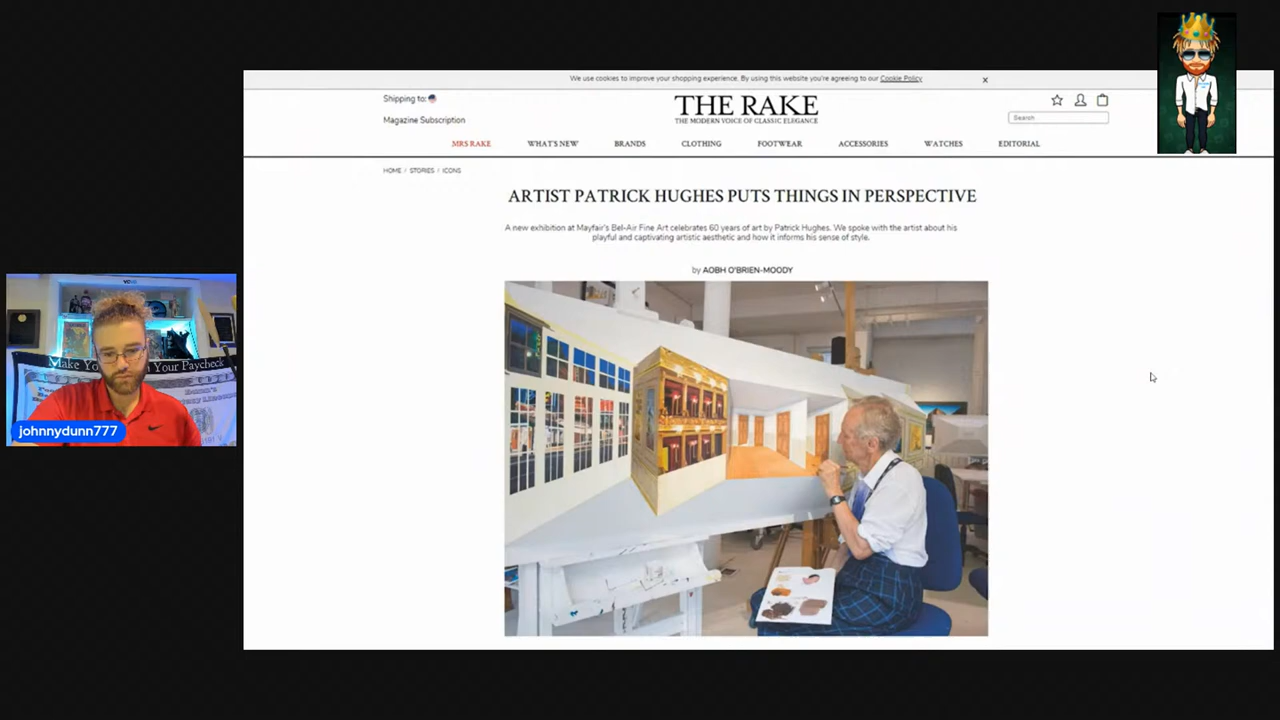 We use cookies to improve your shopping experience. By using this website you're agreeing to our Cookie Policy
x
Shipping to:
Magazine Subscription
THE RAKE
THE MODERN VOICE OF CLASSIC ELEGANCE
Search
MRS RAKE WHAT'S NEW BRANDS CLOTHING FOOTWEAR ACCESSORIES WATCHES EDITORIAL
HOME / STORIES / ICONS
ARTIST PATRICK HUGHES PUTS THINGS IN PERSPECTIVE
A new exhibition at Mayfair's Bel-Air Fine Art celebrates 60 years of art by Patrick Hughes. We spoke with the artist about his
playful and captivating artistic aesthetic and how it informs his sense of style.
by AOBH O'BRIEN-MOODY
Make Yo Your Paycheck
johnnydunn777